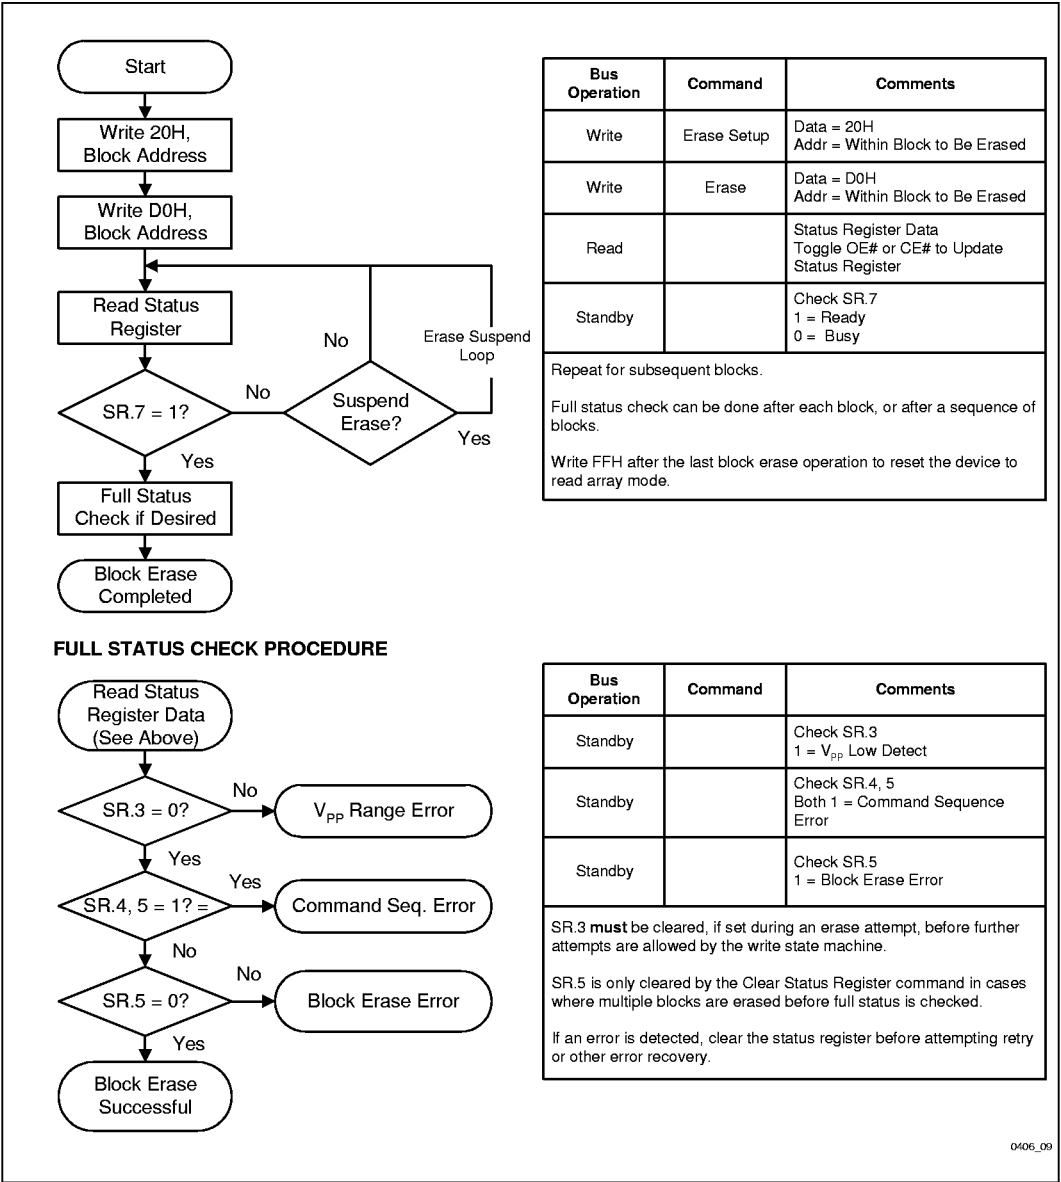 Start
Write 20H,
Block Address
Write D0H,
Block Address
Read Status
Register
No
Erase Suspend
Loop
SR.7 = 1?
No
Suspend
Erase?
Yes
Yes
Full Status
Check if Desired
Block Erase
Completed
Bus
Operation
Command
Comments
Write
Erase Setup
Data = 20H
Addr = Within Block to Be Erased
Write
Erase
Data = D0H
Addr = Within Block to Be Erased
Read
Status Register Data
Toggle OE# or CE# to Update
Status Register
Standby
Check SR.7
1 = Ready
0 = Busy
Repeat for subsequent blocks.
Full status check can be done after each block, or after a sequence of
blocks.
Write FFH after the last block erase operation to reset the device to
read array mode.
FULL STATUS CHECK PROCEDURE
Read Status
Register Data
(See Above)
SR.3 = 0?
No
VPP Range Error
Yes
SR.4, 5 = 1? =
Yes
Command Seq. Error
No
SR.5 = 0?
No
Block Erase Error
Yes
Block Erase
Successful
Bus
Operation
Command
Comments
Standby
Check SR.3
1 = VPP Low Detect
Standby
Check SR.4, 5
Both 1 = Command Sequence
Error
Standby
Check SR.5
1 = Block Erase Error
SR.3 must be cleared, if set during an erase attempt, before further
attempts are allowed by the write state machine.
SR.5 is only cleared by the Clear Status Register command in cases
where multiple blocks are erased before full status is checked.
If an error is detected, clear the status register before attempting retry
or other error recovery.
0406_09